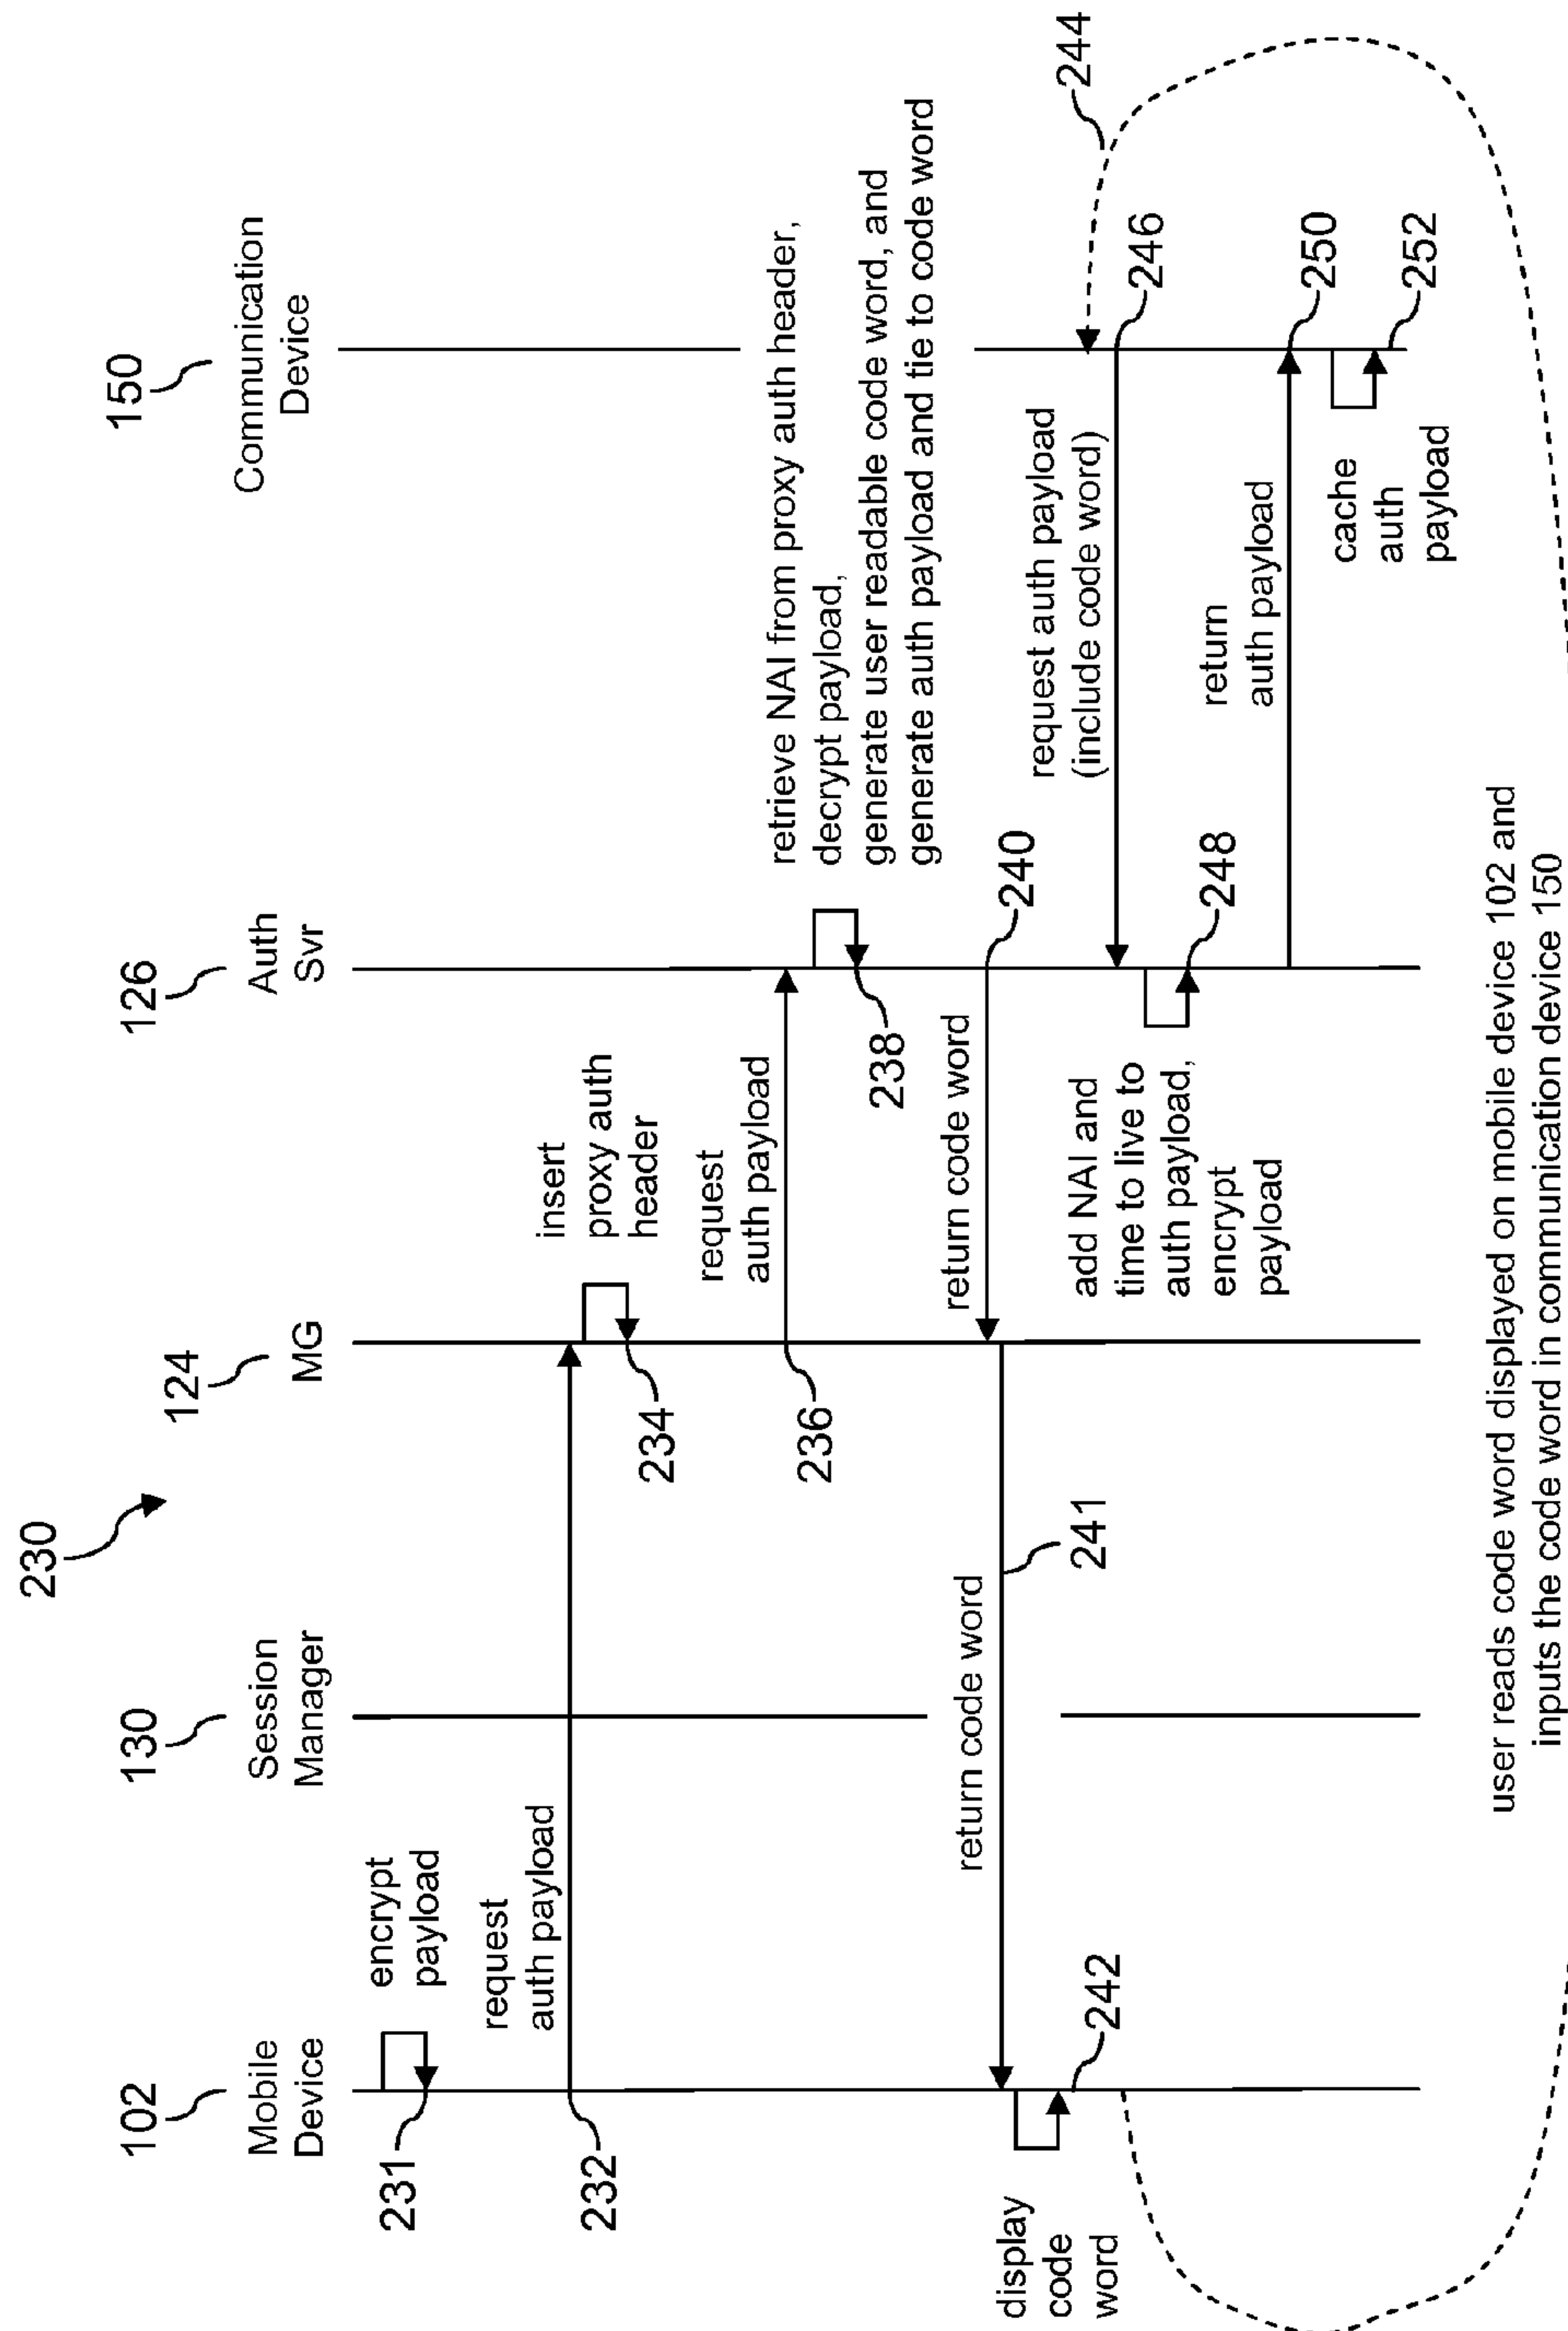 230
102
Mobile
Device
130
Session
Manager
124
MG
126
Auth
Svr
150
Communication
Device
encrypt
payload
231
request
auth payload
232
insert
proxy auth
header
234
request
auth payload
236
retrieve NAI from proxy auth header,
decrypt payload,
generate user readable code word, and
generate auth payload and tie to code word
238
return code word
240
return code word
241
display
code
word
242
244
request auth payload
(include code word)
246
add NAI and
time to live to
auth payload,
encrypt
payload
248
return
auth payload
250
cache
auth
payload
252
user reads code word displayed on mobile device 102 and
inputs the code word in communication device 150